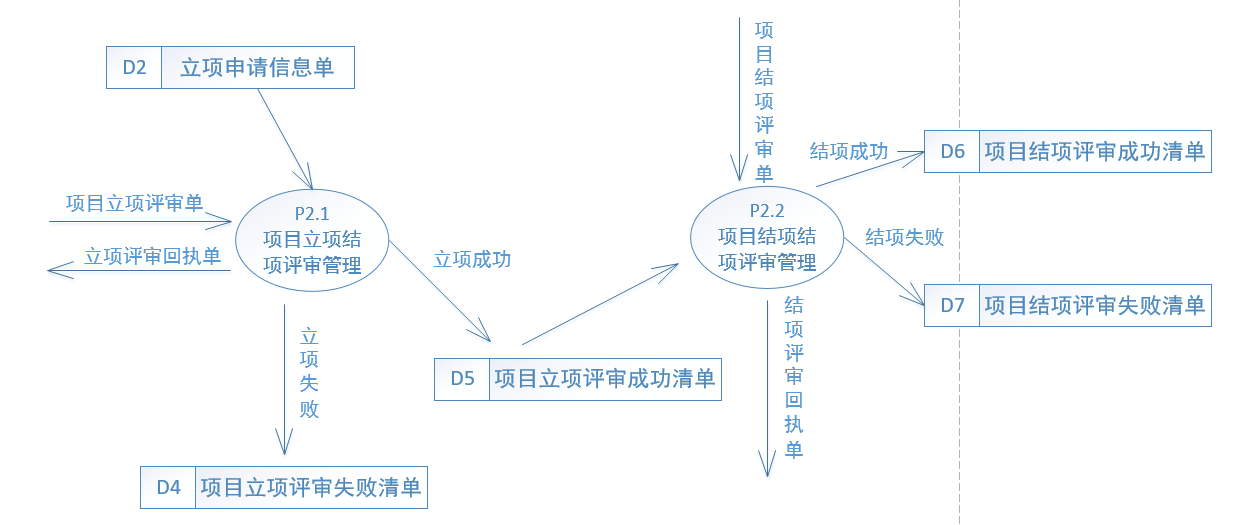 D2 立项申请信息单
项目立项评审单
立项评审回执单
P2.1
项目立项结
项评审管理
立项成功
立项失败
D4 项目立项评审失败清单
D5 项目立项评审成功清单
项目结项评审单
P2.2
项目结项结
项评审管理
结项成功
D6 项目结项评审成功清单
结项失败
D7 项目结项评审失败清单
结项评审回执单